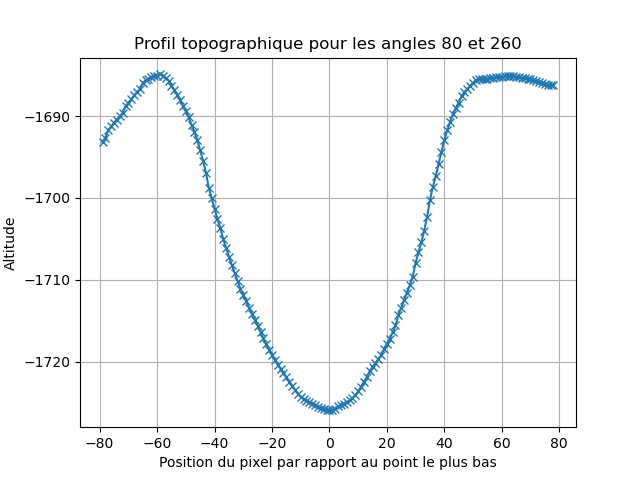 Profil topographique pour les angles 80 et 260
Altitude
−1690
−1700
−1710
−1720
−80 −60 −40 −20 0 20 40 60 80
Position du pixel par rapport au point le plus bas